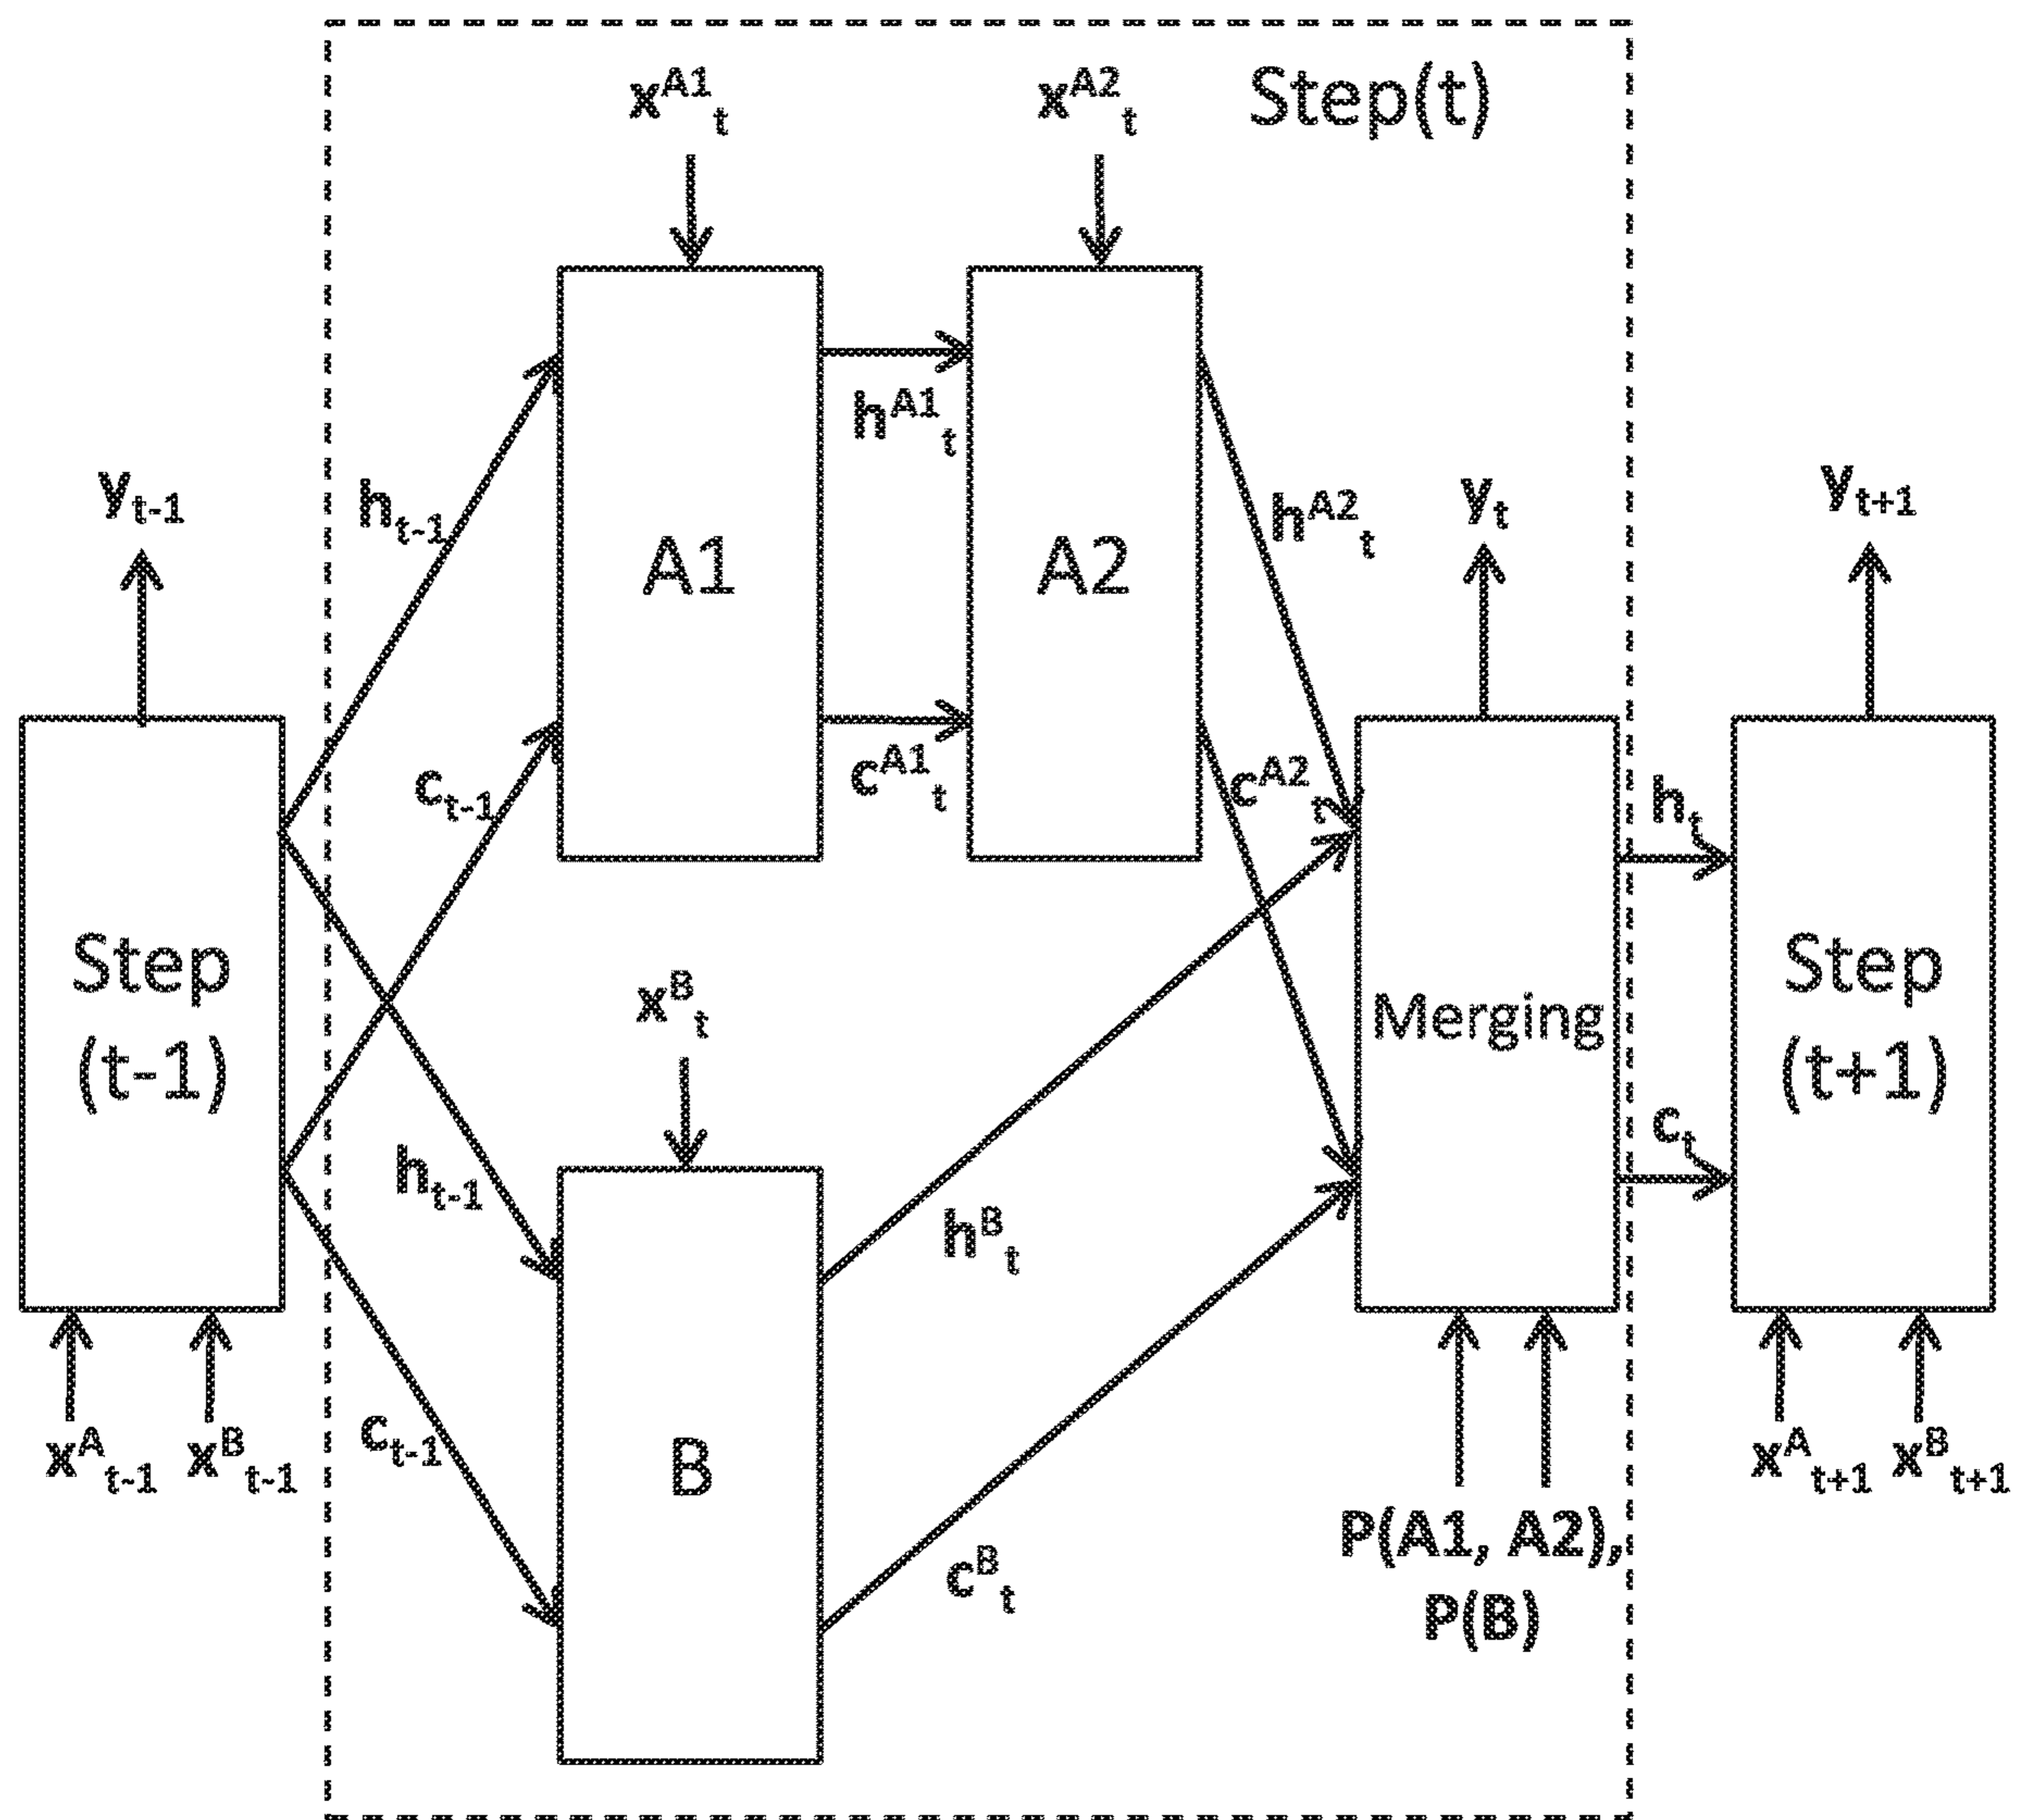 x^A1_t
x^A2_t
Step(t)
h^A1_t
y_t-1
h_t-1
A1
A2
h^A2_t
y_t
y_t+1
c_t-1
c^A1_t
c^A2_t
h_t
Step
(t-1)
x^B_t
Merging
Step
(t+1)
h_t-1
h^B_t
c_t
x^A_t-1
x^B_t-1
c_t-1
B
c^B_t
P(A1, A2),
P(B)
x^A_t+1
x^B_t+1